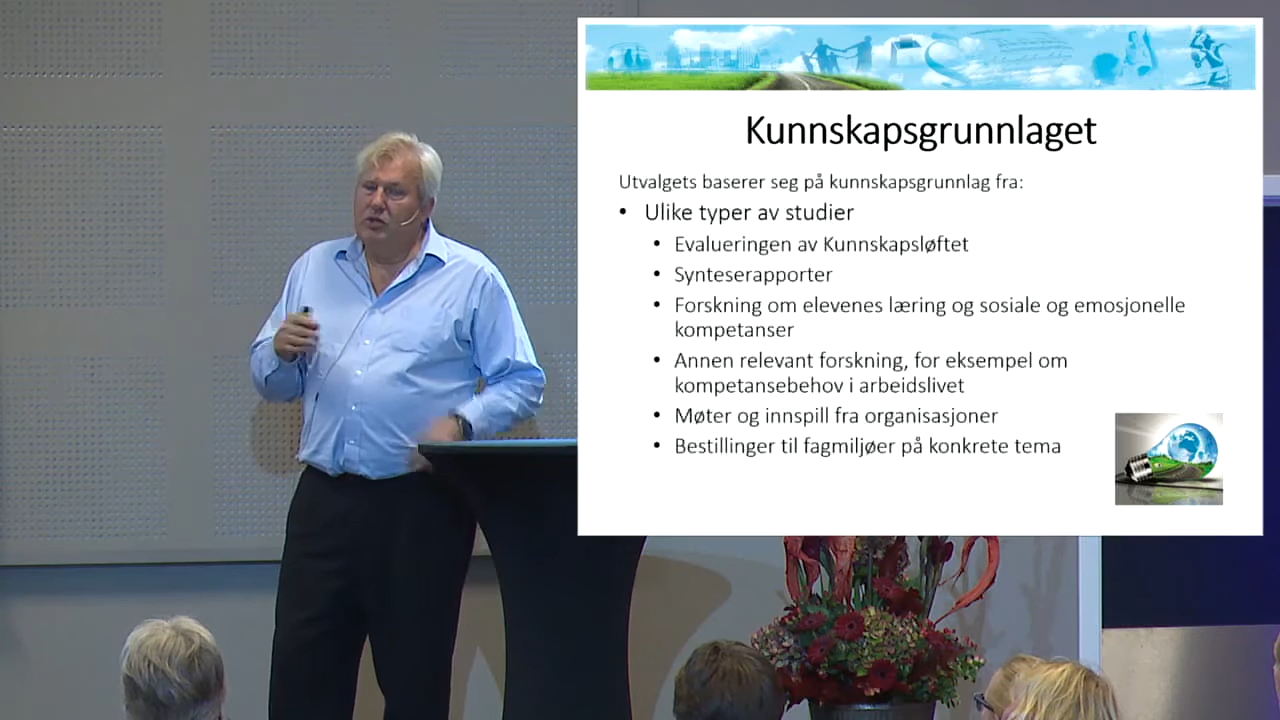 Kunnskapsgrunnlaget
Utvalgets baserer seg på kunnskapsgrunnlag fra:
• Ulike typer av studier
• Evalueringen av Kunnskapsløftet
• Synteserapporter
• Forskning om elevenes læring og sosiale og emosjonelle
kompetanser
• Annen relevant forskning, for eksempel om
kompetansebehov i arbeidslivet
• Møter og innspill fra organisasjoner
• Bestillinger til fagmiljøer på konkrete tema